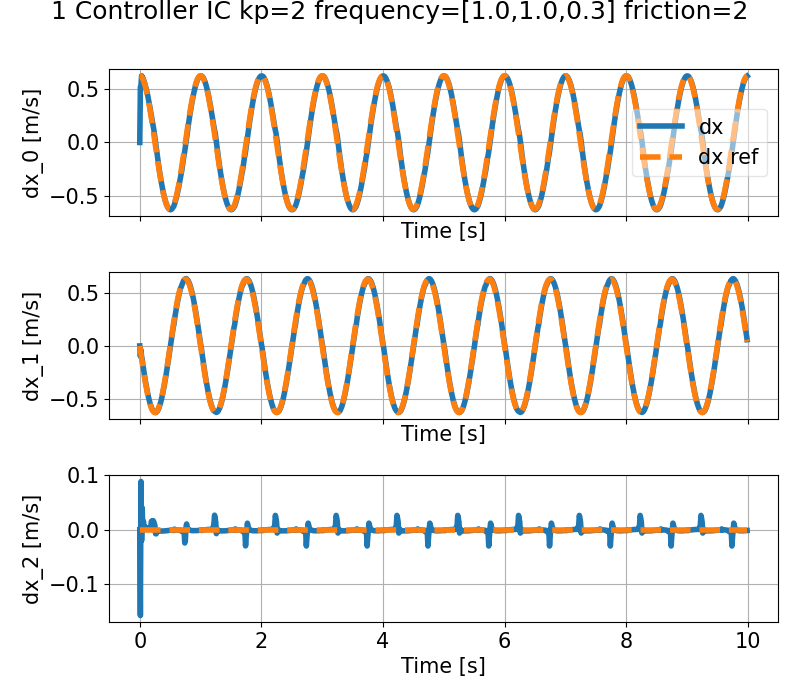 1 Controller IC kp=2 frequency=[1.0,1.0,0.3] friction=2
0.5
0.0
−0.5
dx_0 [m/s]
dx
dx ref
Time [s]
0.5
0.0
−0.5
dx_1 [m/s]
Time [s]
0.1
0.0
−0.1
dx_2 [m/s]
0 2 4 6 8 10
Time [s]